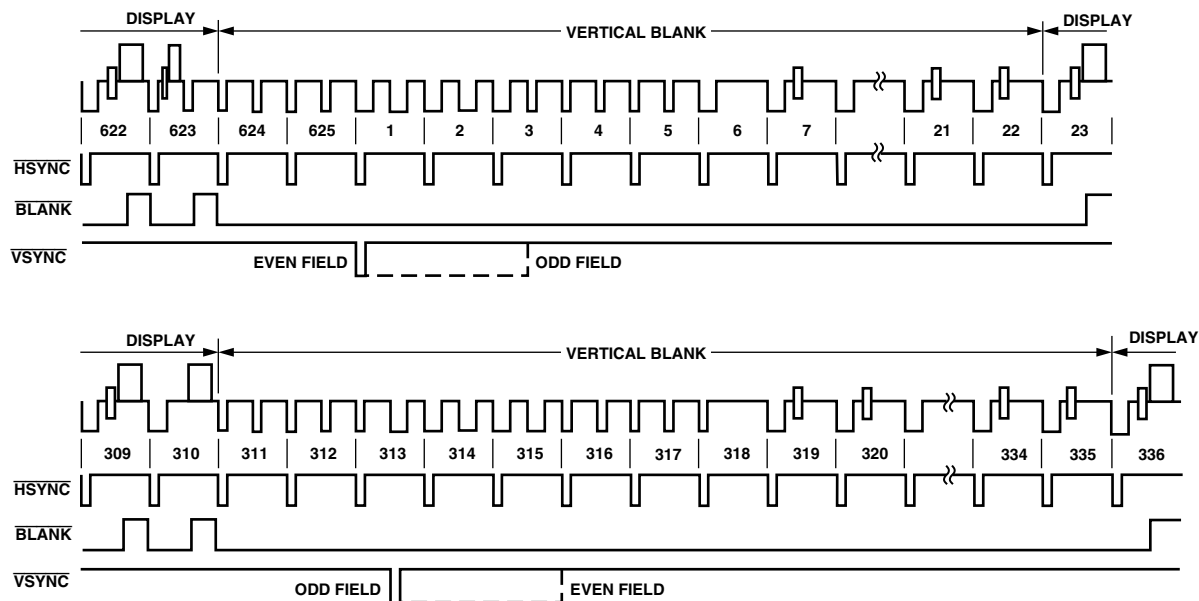 DISPLAY VERTICAL BLANK DISPLAY
622 623 624 625 1 2 3 4 5 6 7 21 22 23
HSYNC
BLANK
VSYNC
EVEN FIELD ODD FIELD
DISPLAY VERTICAL BLANK DISPLAY
309 310 311 312 313 314 315 316 317 318 319 320 334 335 336
HSYNC
BLANK
VSYNC
ODD FIELD EVEN FIELD